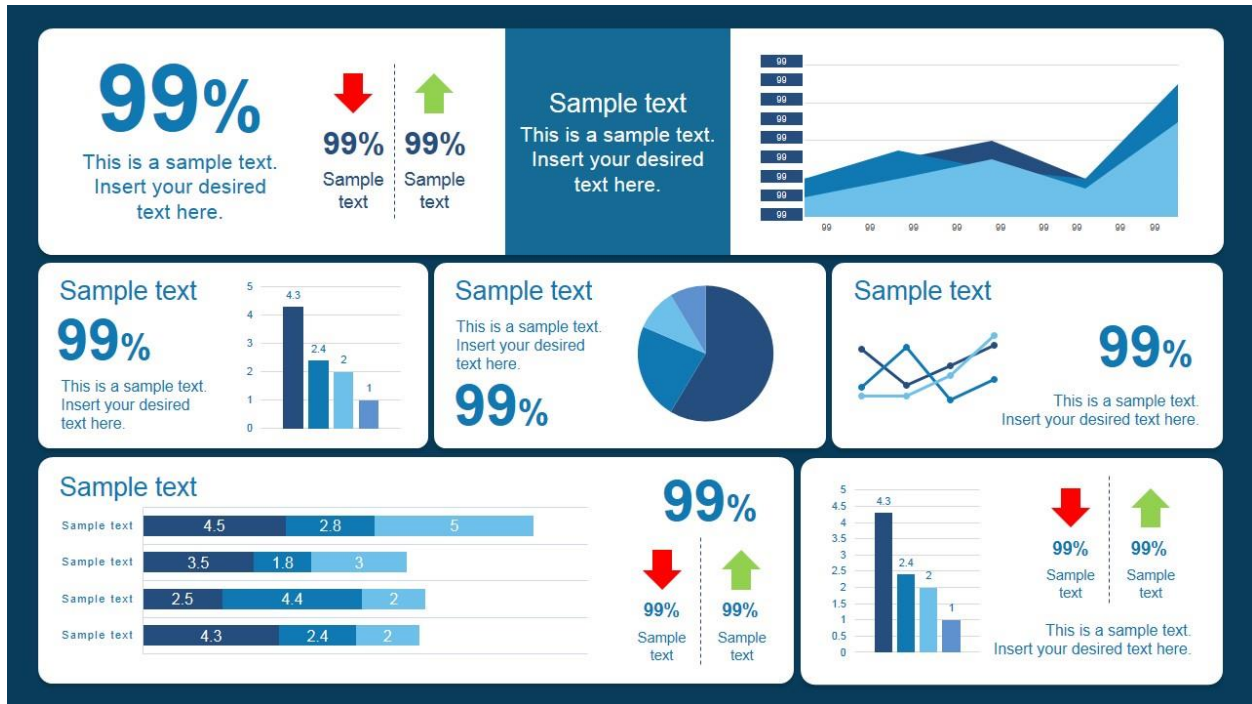 99%
This is a sample text.
Insert your desired
text here.
99%
Sample
text
99%
Sample
text
Sample text
This is a sample text.
Insert your desired
text here.
99
99
99
99
99
99
99
99
99
99 99 99 99 99 99 99 99 99
Sample text
99%
This is a sample text.
Insert your desired
text here.
5
4
3
2
1
0
4.3
2.4
2
1
Sample text
This is a sample text.
Insert your desired
text here.
99%
Sample text
99%
This is a sample text.
Insert your desired text here.
Sample text
Sample text 4.5 2.8 5
Sample text 3.5 1.8 3
Sample text 2.5 4.4 2
Sample text 4.3 2.4 2
99%
99%
Sample
text
99%
Sample
text
5
4.5
4
3.5
3
2.5
2
1.5
1
0.5
0
4.3
2.4
2
1
99%
Sample
text
99%
Sample
text
This is a sample text.
Insert your desired text here.